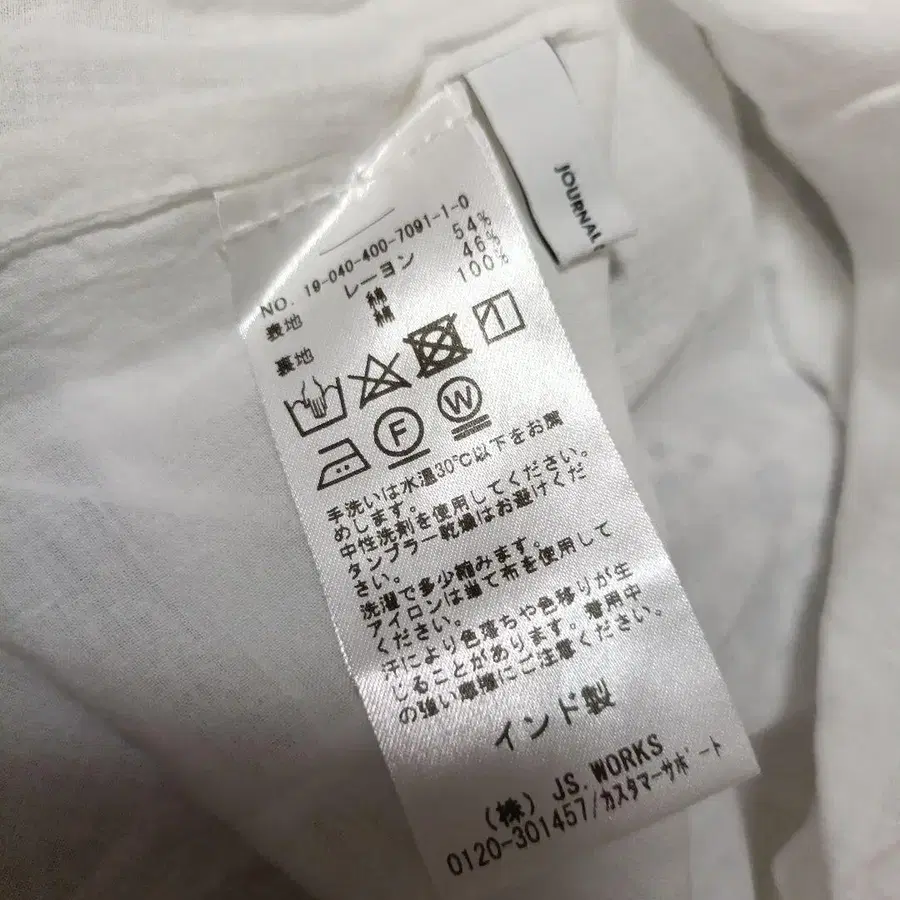 JOURNAL
NO. 19-040-400-7091-1-0
表地 レーヨン 54%
綿 46%
裏地 綿 100%
F W
手洗いは水温30℃以下をお薦
めします。
中性洗剤を使用してください。
タンブラー乾燥はお避けくだ
さい。
洗濯で多少縮みます。
アイロンは当て布を使用して
ください。
汗により色落ちや色移りが生
じることがあります。着用中
の強い摩擦にご注意ください。
インド製
(株) JS.WORKS
0120-301457/カスタマーサポート